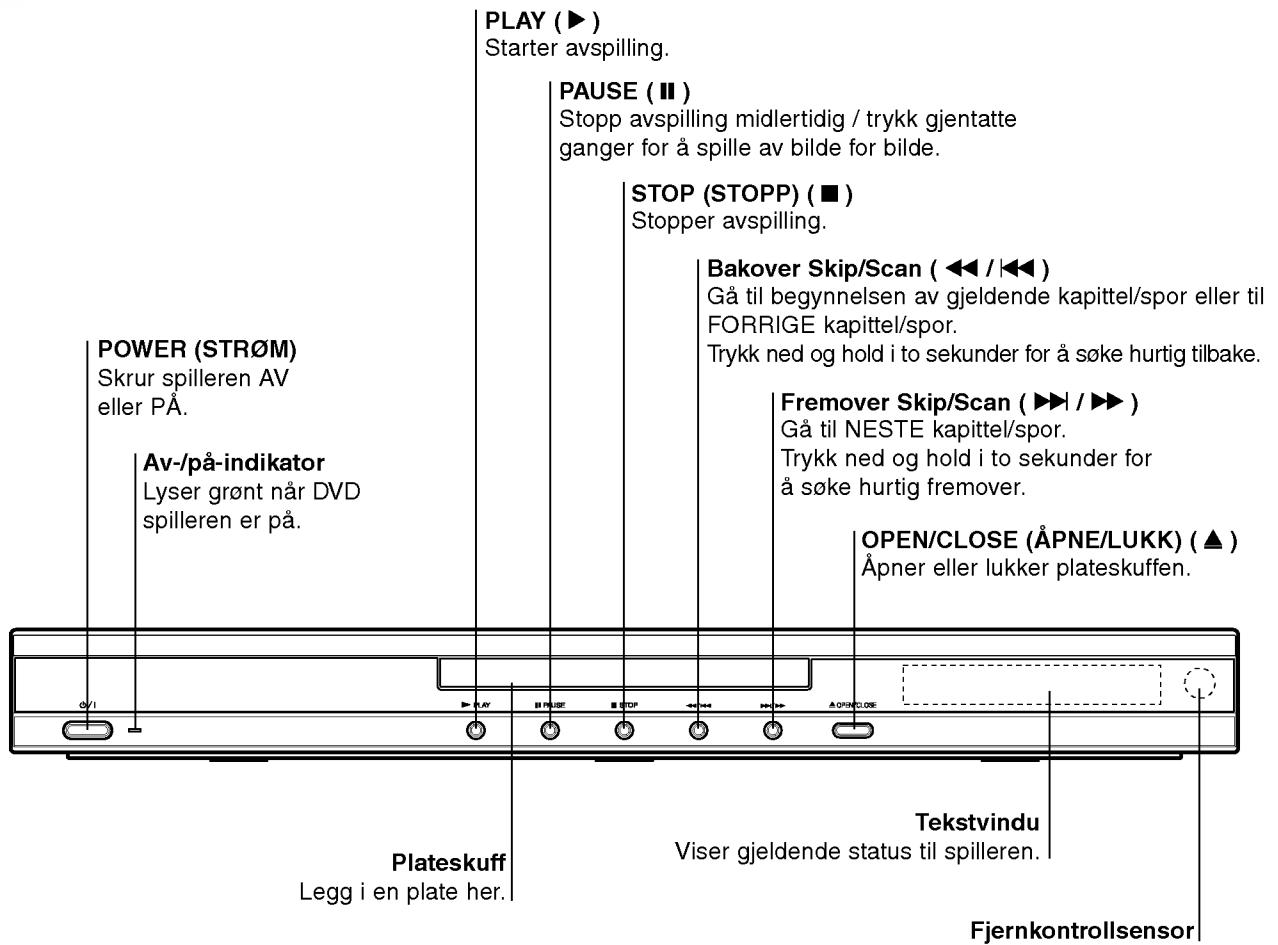 PLAY (▶)
Starter avspilling.
PAUSE (❚❚)
Stopp avspilling midlertidig / trykk gjentatte
ganger for å spille av bilde for bilde.
STOP (STOPP) (■)
Stopper avspilling.
Bakover Skip/Scan (◀◀ / |◀◀)
Gå til begynnelsen av gjeldende kapittel/spor eller til
FORRIGE kapittel/spor.
Trykk ned og hold i to sekunder for å søke hurtig tilbake.
POWER (STRØM)
Skrur spilleren AV
eller PÅ.
Fremover Skip/Scan (▶▶| / ▶▶)
Gå til NESTE kapittel/spor.
Trykk ned og hold i to sekunder for
å søke hurtig fremover.
Av-/på-indikator
Lyser grønt når DVD
spilleren er på.
OPEN/CLOSE (ÅPNE/LUKK) (⏏)
Åpner eller lukker plateskuffen.
⏻/I
▶ PLAY
❚❚ PAUSE
■ STOP
◀◀/|◀◀
▶▶|/▶▶
⏏ OPEN/CLOSE
Tekstvindu
Viser gjeldende status til spilleren.
Plateskuff
Legg i en plate her.
Fjernkontrollsensor